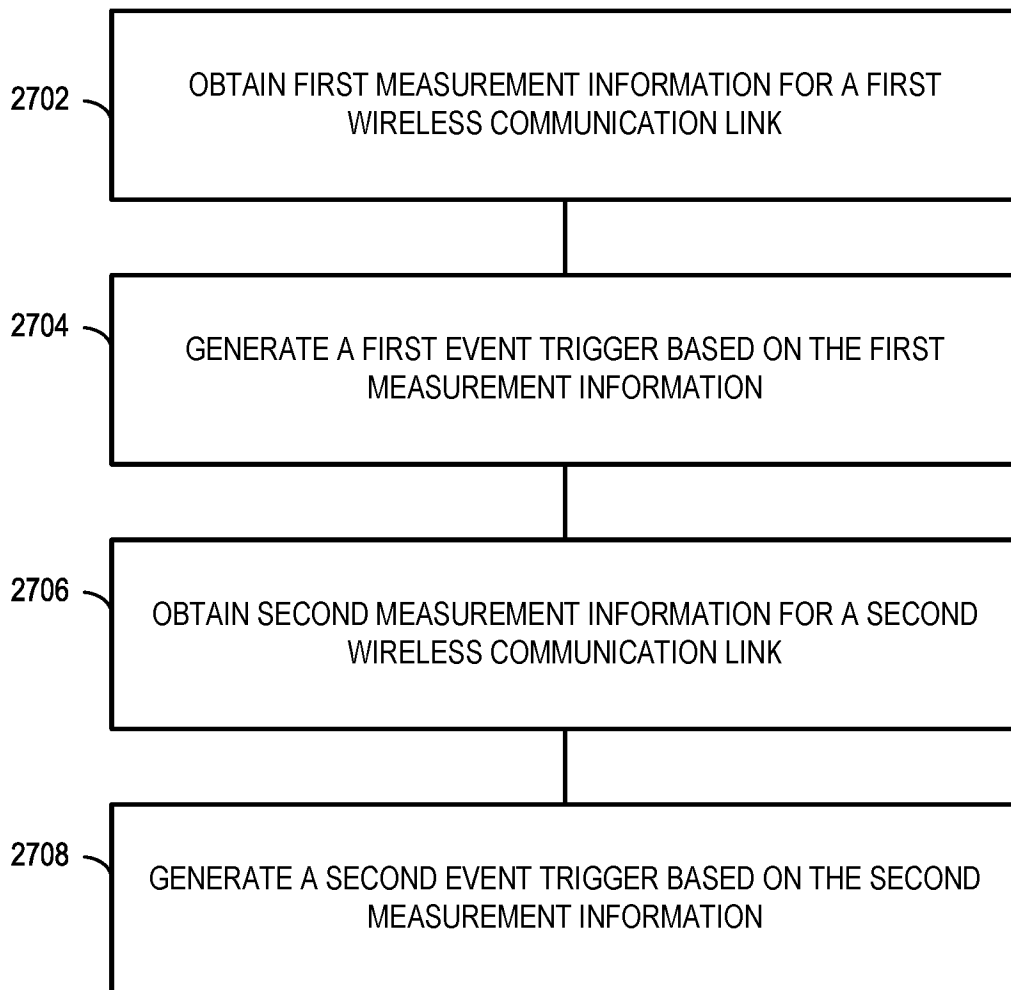 2702
OBTAIN FIRST MEASUREMENT INFORMATION FOR A FIRST
WIRELESS COMMUNICATION LINK
2704
GENERATE A FIRST EVENT TRIGGER BASED ON THE FIRST
MEASUREMENT INFORMATION
2706
OBTAIN SECOND MEASUREMENT INFORMATION FOR A SECOND
WIRELESS COMMUNICATION LINK
2708
GENERATE A SECOND EVENT TRIGGER BASED ON THE SECOND
MEASUREMENT INFORMATION